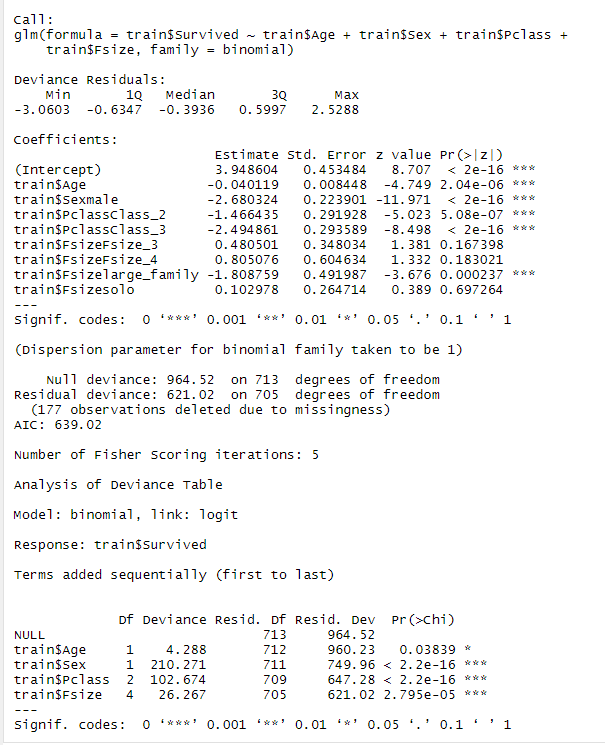 Call:
glm(formula = train$Survived ~ train$Age + train$Sex + train$Pclass +
    train$Fsize, family = binomial)

Deviance Residuals:
    Min       1Q   Median       3Q      Max
-3.0603  -0.6347  -0.3936   0.5997   2.5288

Coefficients:
                         Estimate Std. Error z value Pr(>|z|)
(Intercept)              3.948604   0.453484   8.707  < 2e-16 ***
train$Age               -0.040119   0.008448  -4.749 2.04e-06 ***
train$Sexmale           -2.680324   0.223901 -11.971  < 2e-16 ***
train$PclassClass_2     -1.466435   0.291928  -5.023 5.08e-07 ***
train$PclassClass_3     -2.494861   0.293589  -8.498  < 2e-16 ***
train$FsizeFsize_3       0.480501   0.348034   1.381 0.167398
train$FsizeFsize_4       0.805076   0.604634   1.332 0.183021
train$Fsizelarge_family -1.808759   0.491987  -3.676 0.000237 ***
train$Fsizesolo          0.102978   0.264714   0.389 0.697264
---
Signif. codes:  0 ‘***’ 0.001 ‘**’ 0.01 ‘*’ 0.05 ‘.’ 0.1 ‘ ’ 1

(Dispersion parameter for binomial family taken to be 1)

    Null deviance: 964.52  on 713  degrees of freedom
Residual deviance: 621.02  on 705  degrees of freedom
  (177 observations deleted due to missingness)
AIC: 639.02

Number of Fisher Scoring iterations: 5

Analysis of Deviance Table

Model: binomial, link: logit

Response: train$Survived

Terms added sequentially (first to last)


             Df Deviance Resid. Df Resid. Dev  Pr(>Chi)
NULL                           713     964.52
train$Age     1    4.288       712     960.23   0.03839 *
train$Sex     1  210.271       711     749.96 < 2.2e-16 ***
train$Pclass  2  102.674       709     647.28 < 2.2e-16 ***
train$Fsize   4   26.267       705     621.02 2.795e-05 ***
---
Signif. codes:  0 ‘***’ 0.001 ‘**’ 0.01 ‘*’ 0.05 ‘.’ 0.1 ‘ ’ 1